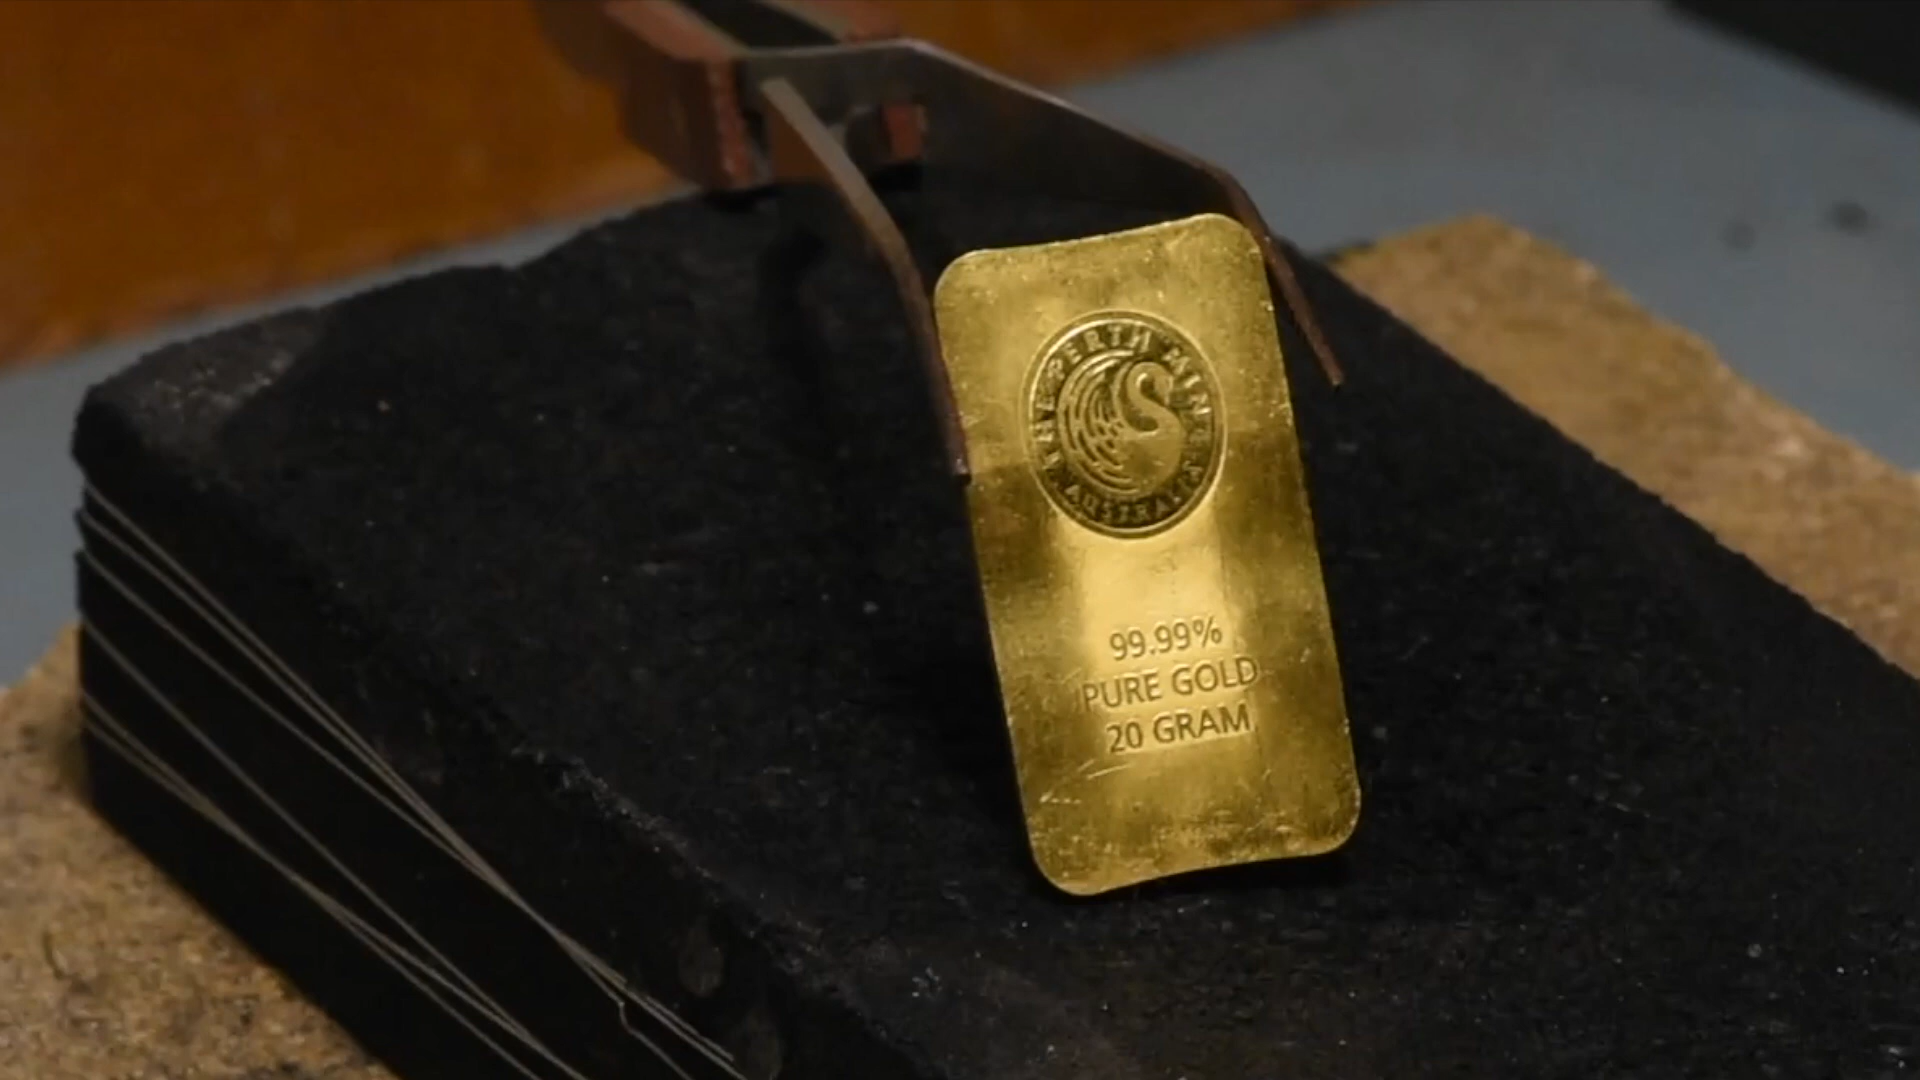 THE PERTH MINT
AUSTRALIA
99.99%
PURE GOLD
20 GRAM